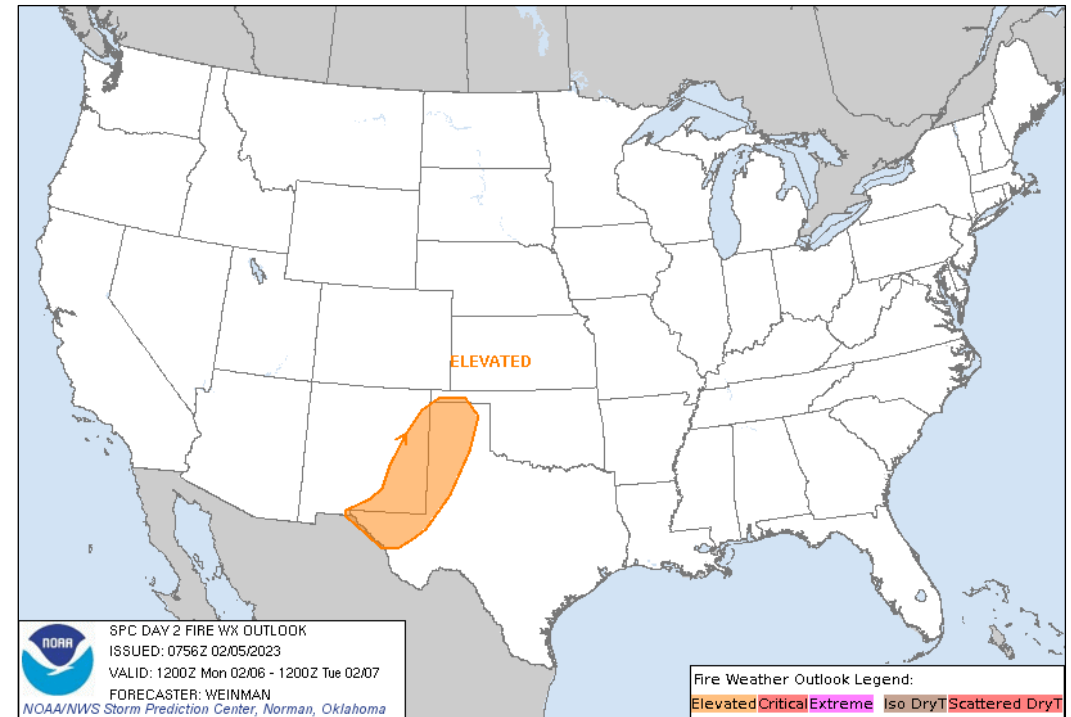 ELEVATED
NOAA
SPC DAY 2 FIRE WX OUTLOOK
ISSUED: 0756Z 02/05/2023
VALID: 1200Z Mon 02/06 - 1200Z Tue 02/07
FORECASTER: WEINMAN
NOAA/NWS Storm Prediction Center, Norman, Oklahoma
Fire Weather Outlook Legend:
Elevated Critical Extreme Iso DryT Scattered DryT